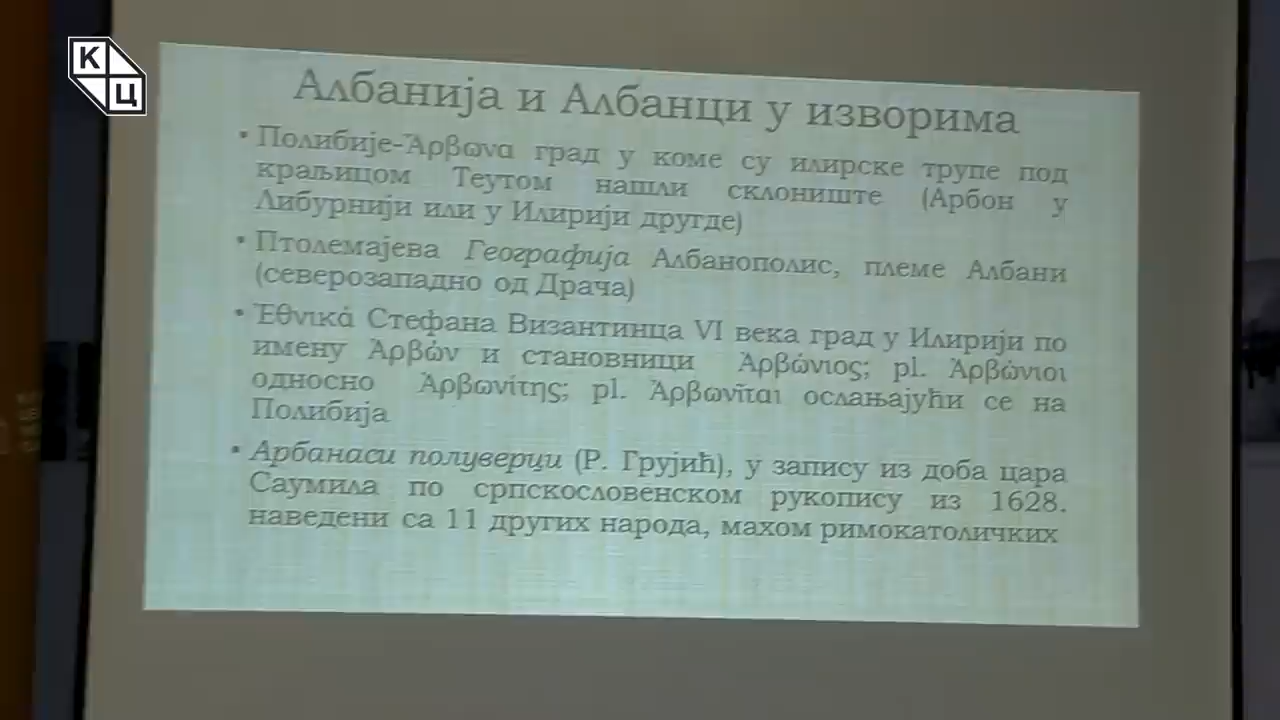 К
Ц
Албанија и Албанци у изворима
• Полибије-Ἄρβωνα град у коме су илирске трупе под
краљицом Теутом нашли склониште (Арбон у
Либурнији или у Илирији другде)
• Птолемајева Географија Албанополис, племе Албани
(северозападно од Драча)
• Ἐθνικά Стефана Византинца VI века град у Илирији по
имену Ἀρβών и становници Ἀρβώνιος; pl. Ἀρβώνιοι
односно Ἀρβωνίτης; pl. Ἀρβωνῖται ослањајући се на
Полибија
• Арбанаси полуверци (Р. Грујић), у запису из доба цара
Саумила по српскословенском рукопису из 1628.
наведени са 11 других народа, махом римокатоличких